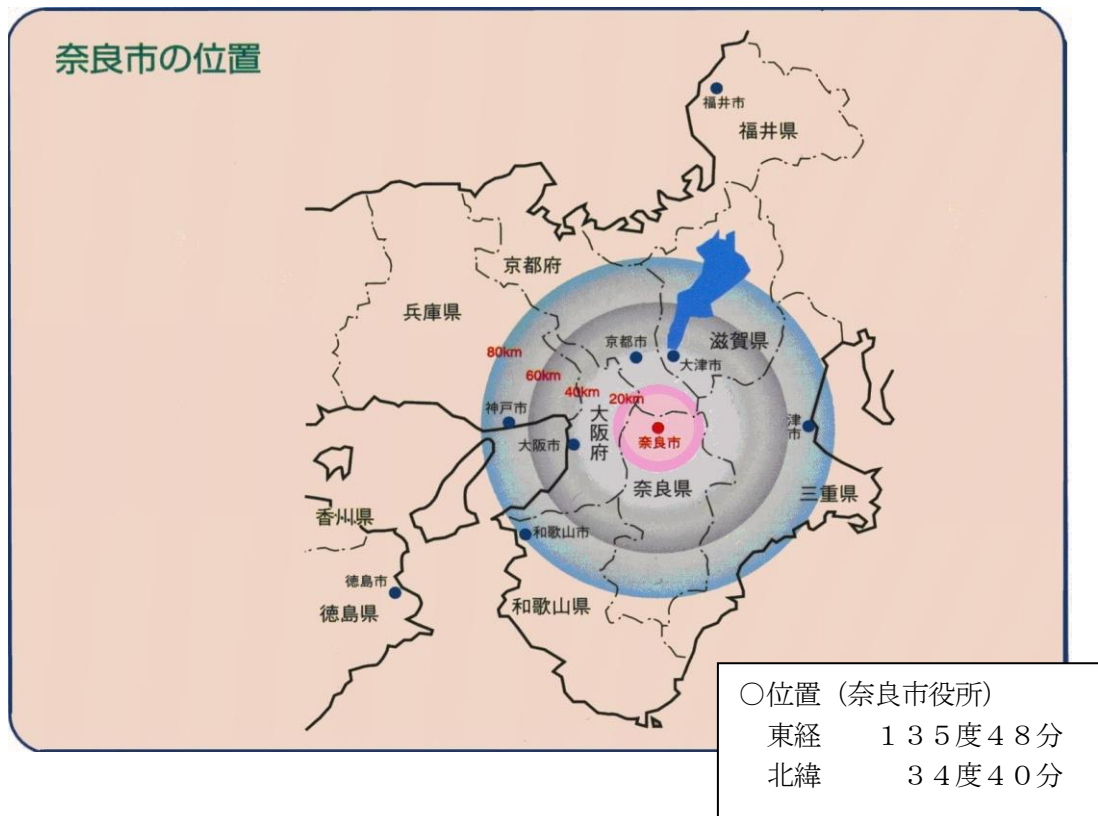 奈良市の位置
福井市
福井県
京都府
兵庫県
京都市
滋賀県
大津市
80km
60km
40km
20km
神戸市
大阪府
大阪市
奈良市
津市
奈良県
三重県
香川県
和歌山市
徳島市
徳島県
和歌山県
○位置（奈良市役所）
東経　　１３５度４８分
北緯　　　３４度４０分